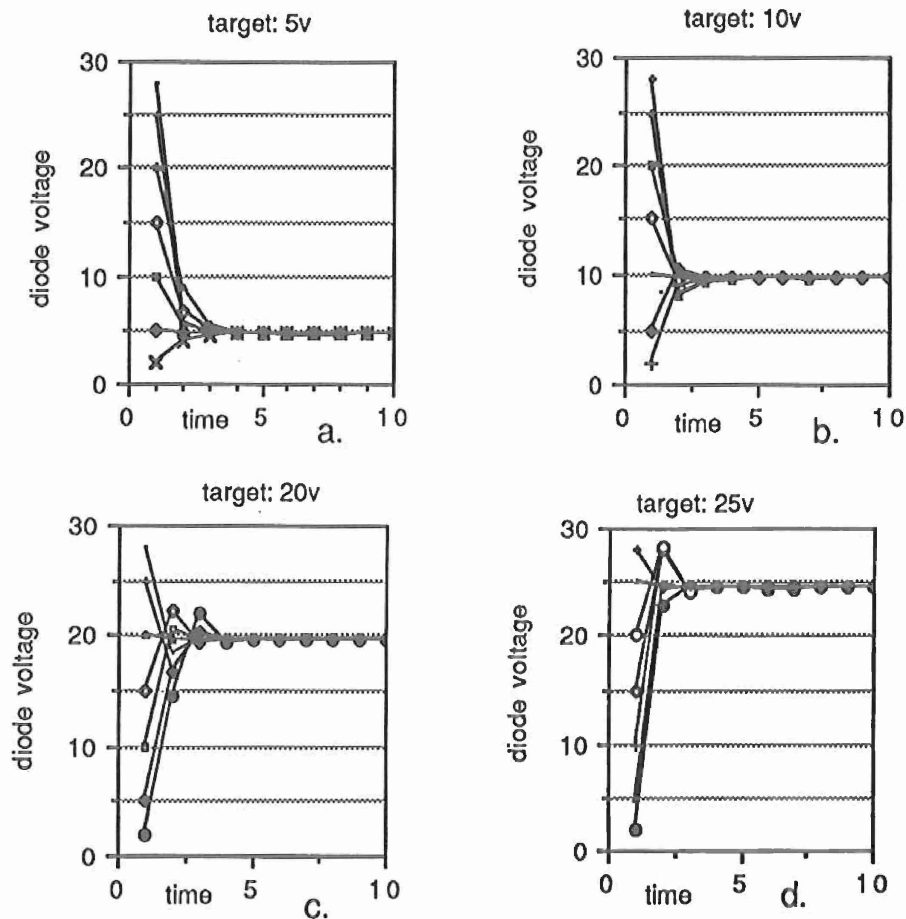 target: 5v
30
20
10
0
diode voltage
0
time
5
10
a.
target: 10v
30
20
10
0
diode voltage
0
time
5
10
b.
target: 20v
30
20
10
0
diode voltage
0
time
5
10
c.
target: 25v
30
20
10
0
diode voltage
0
time
5
10
d.